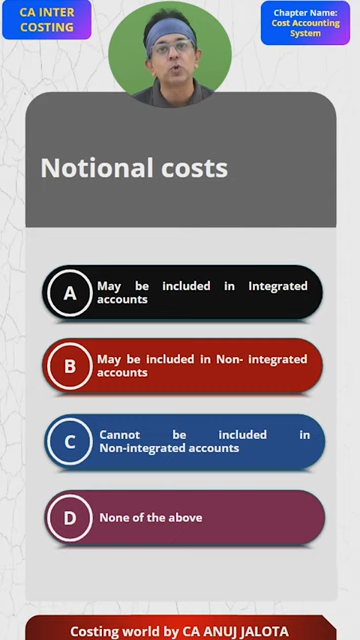 CA INTER
COSTING
Chapter Name:
Cost Accounting
System
Notional costs
A
May be included in Integrated
accounts
B
May be included in Non- integrated
accounts
C
Cannot be included in
Non-integrated accounts
D
None of the above
Costing world by CA ANUJ JALOTA